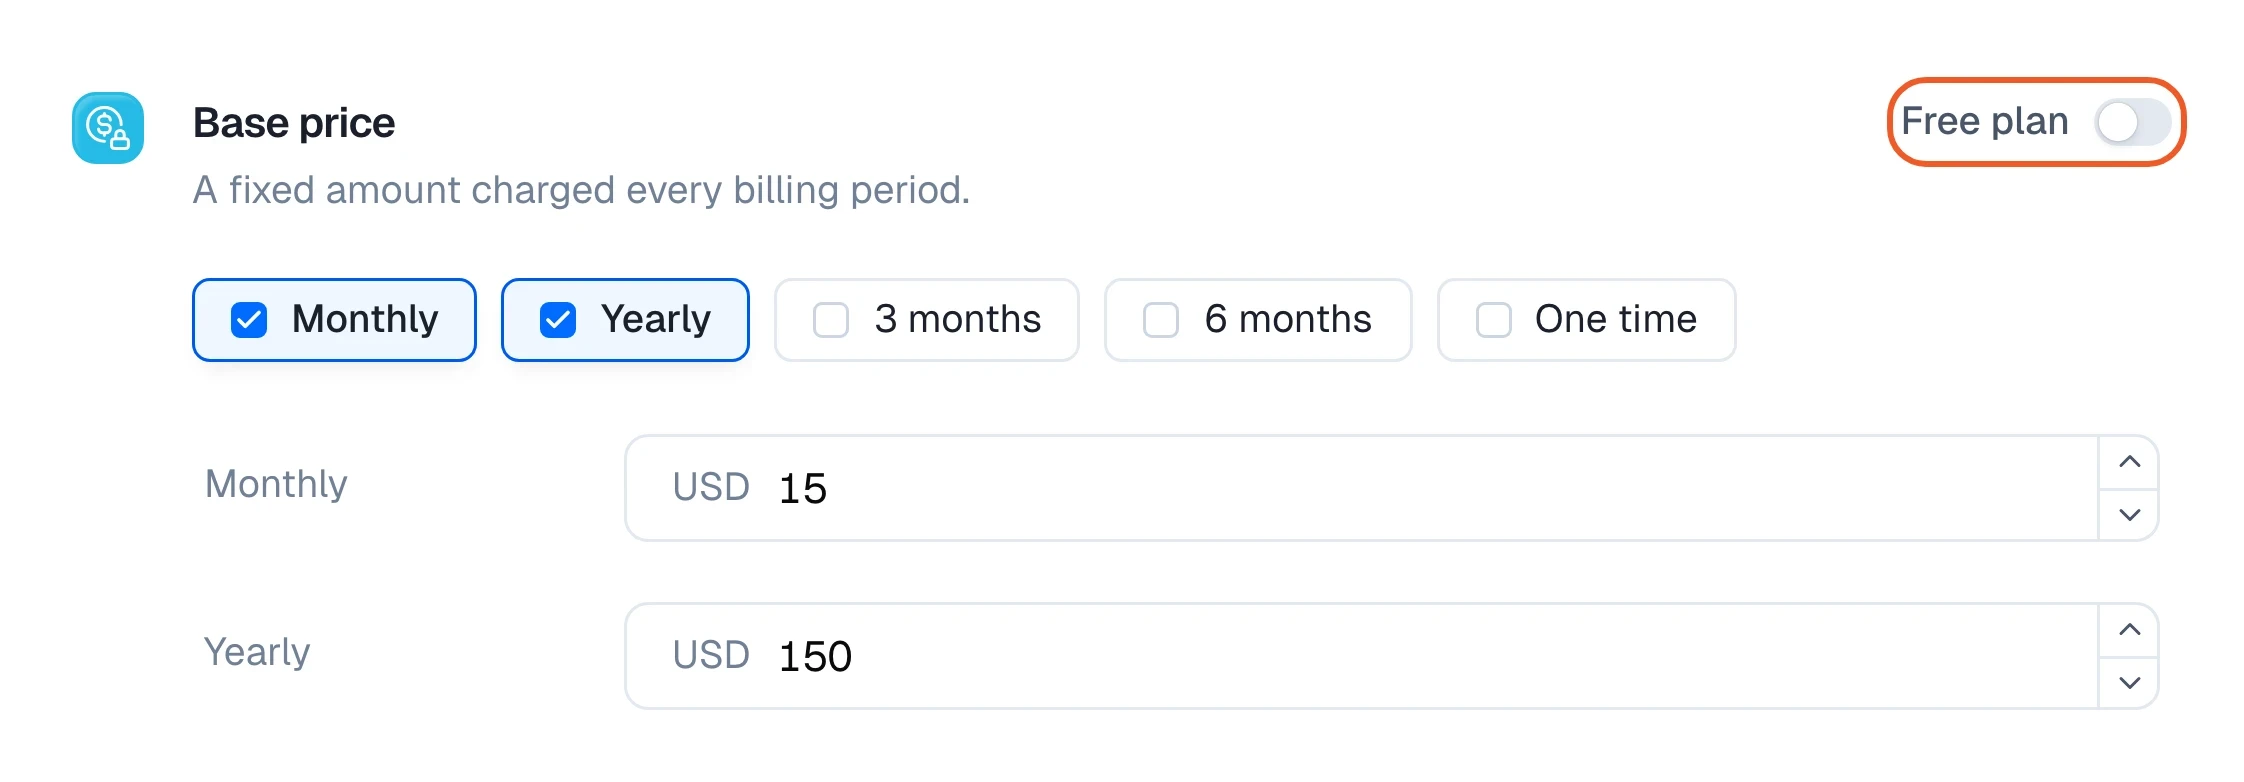 Base price
Free plan
A fixed amount charged every billing period.
Monthly
Yearly
3 months
6 months
One time
Monthly
USD 15
Yearly
USD 150